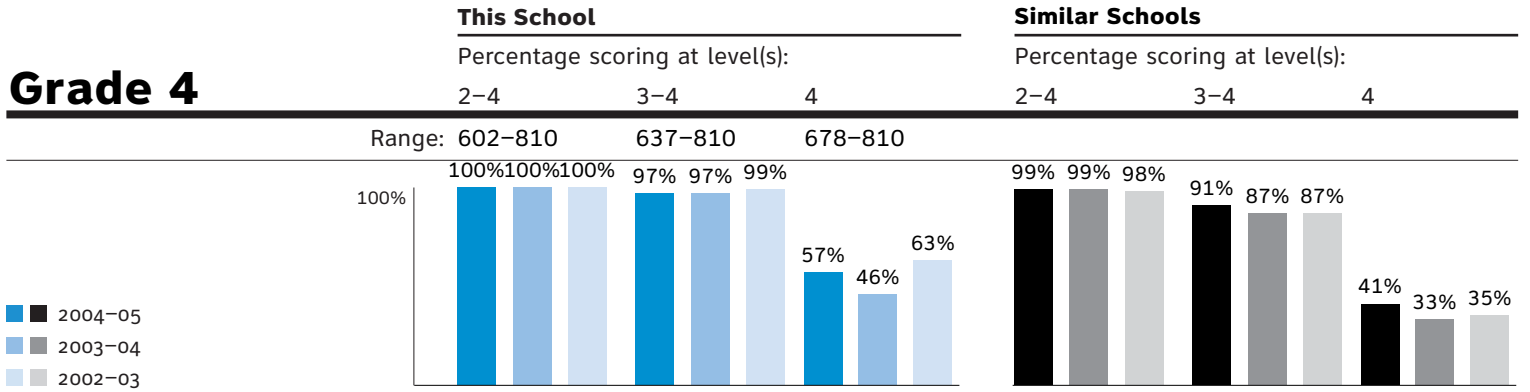 This School Similar Schools
Percentage scoring at level(s): Percentage scoring at level(s):
Grade 4 2–4 3–4 4 2–4 3–4 4
Range: 602–810 637–810 678–810
100% 100% 100% 97% 97% 99% 57% 46% 63% 99% 99% 98% 91% 87% 87% 41% 33% 35%
100%
2004–05
2003–04
2002–03